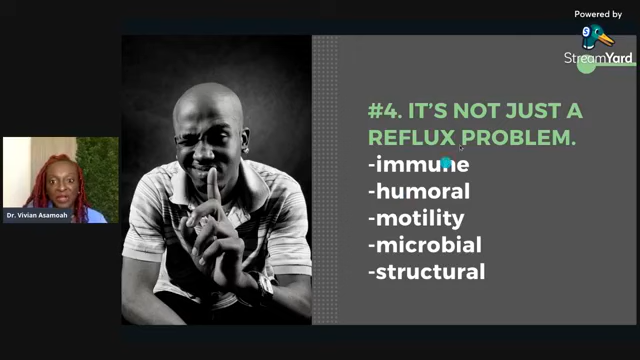 Powered by
StreamYard
#4. IT'S NOT JUST A
REFLUX PROBLEM.
-immune
-humoral
-motility
-microbial
-structural
Dr. Vivian Asamoah